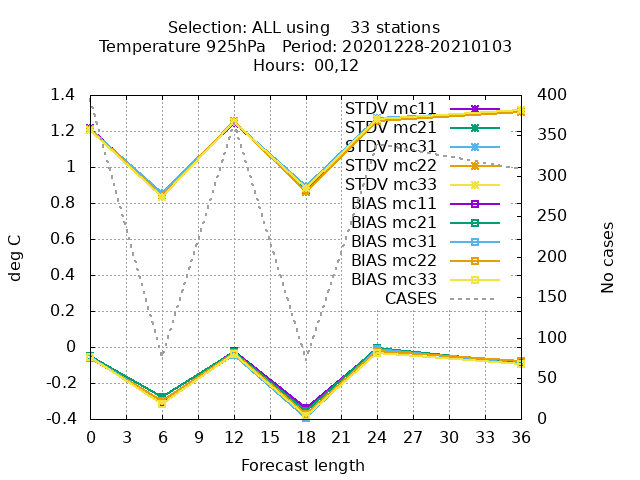 Selection: ALL using    33 stations
Temperature 925hPa   Period: 20201228-20210103
Hours: 00,12
1.4
1.2
1
0.8
0.6
0.4
0.2
0
-0.2
-0.4
deg C
STDV mc11
STDV mc21
STDV mc31
STDV mc22
STDV mc33
BIAS mc11
BIAS mc21
BIAS mc31
BIAS mc22
BIAS mc33
CASES
400
350
300
250
200
150
100
50
0
No cases
0 3 6 9 12 15 18 21 24 27 30 33 36
Forecast length